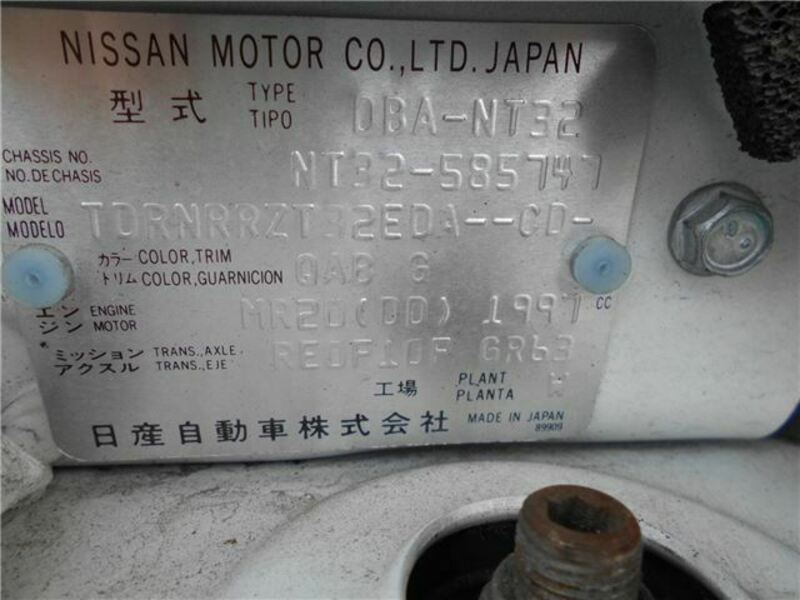 NISSAN MOTOR CO.,LTD. JAPAN
型式 TYPE TIPO DBA-NT32
CHASSIS NO. NO.DE CHASIS NT32-585747
MODEL MODELO TDRNRRZT32EDA--CD-
カラー COLOR,TRIM
トリム COLOR,GUARNICION QAB G
エン ENGINE
ジン MOTOR MR20(DD) 1997 CC
ミッション TRANS.,AXLE
アクスル TRANS.,EJE RE0F10F GR63
工場 PLANT PLANTA W
日産自動車株式会社 MADE IN JAPAN
89909